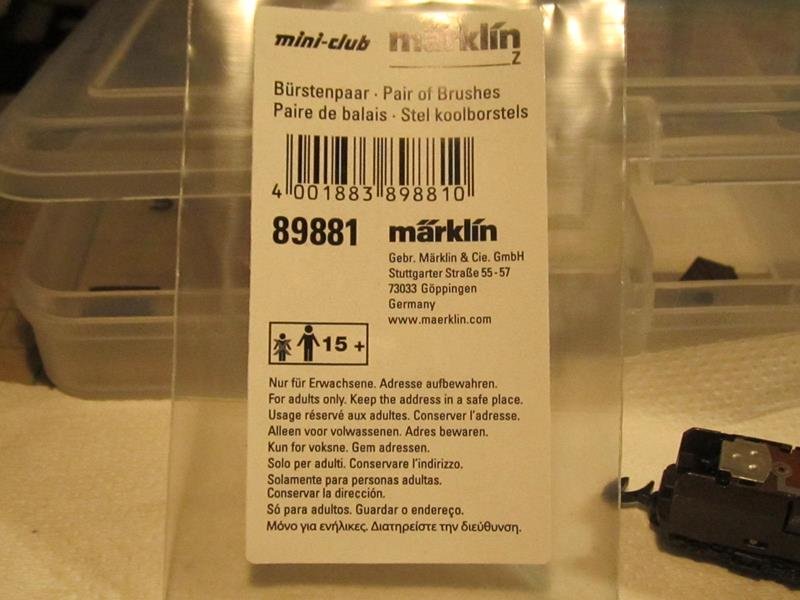 mini-club märklín
Z
Bürstenpaar · Pair of Brushes
Paire de balais · Stel koolborstels
4 001883 898810
89881 märklín
Gebr. Märklin & Cie. GmbH
Stuttgarter Straße 55-57
73033 Göppingen
Germany
www.maerklin.com
15 +
Nur für Erwachsene. Adresse aufbewahren.
For adults only. Keep the address in a safe place.
Usage réservé aux adultes. Conserver l'adresse.
Alleen voor volwassenen. Adres bewaren.
Kun for voksne. Gem adressen.
Solo per adulti. Conservare l'indirizzo.
Solamente para personas adultas.
Conservar la dirección.
Só para adultos. Guardar o endereço.
Μόνο για ενήλικες. Διατηρείστε την διεύθυνση.